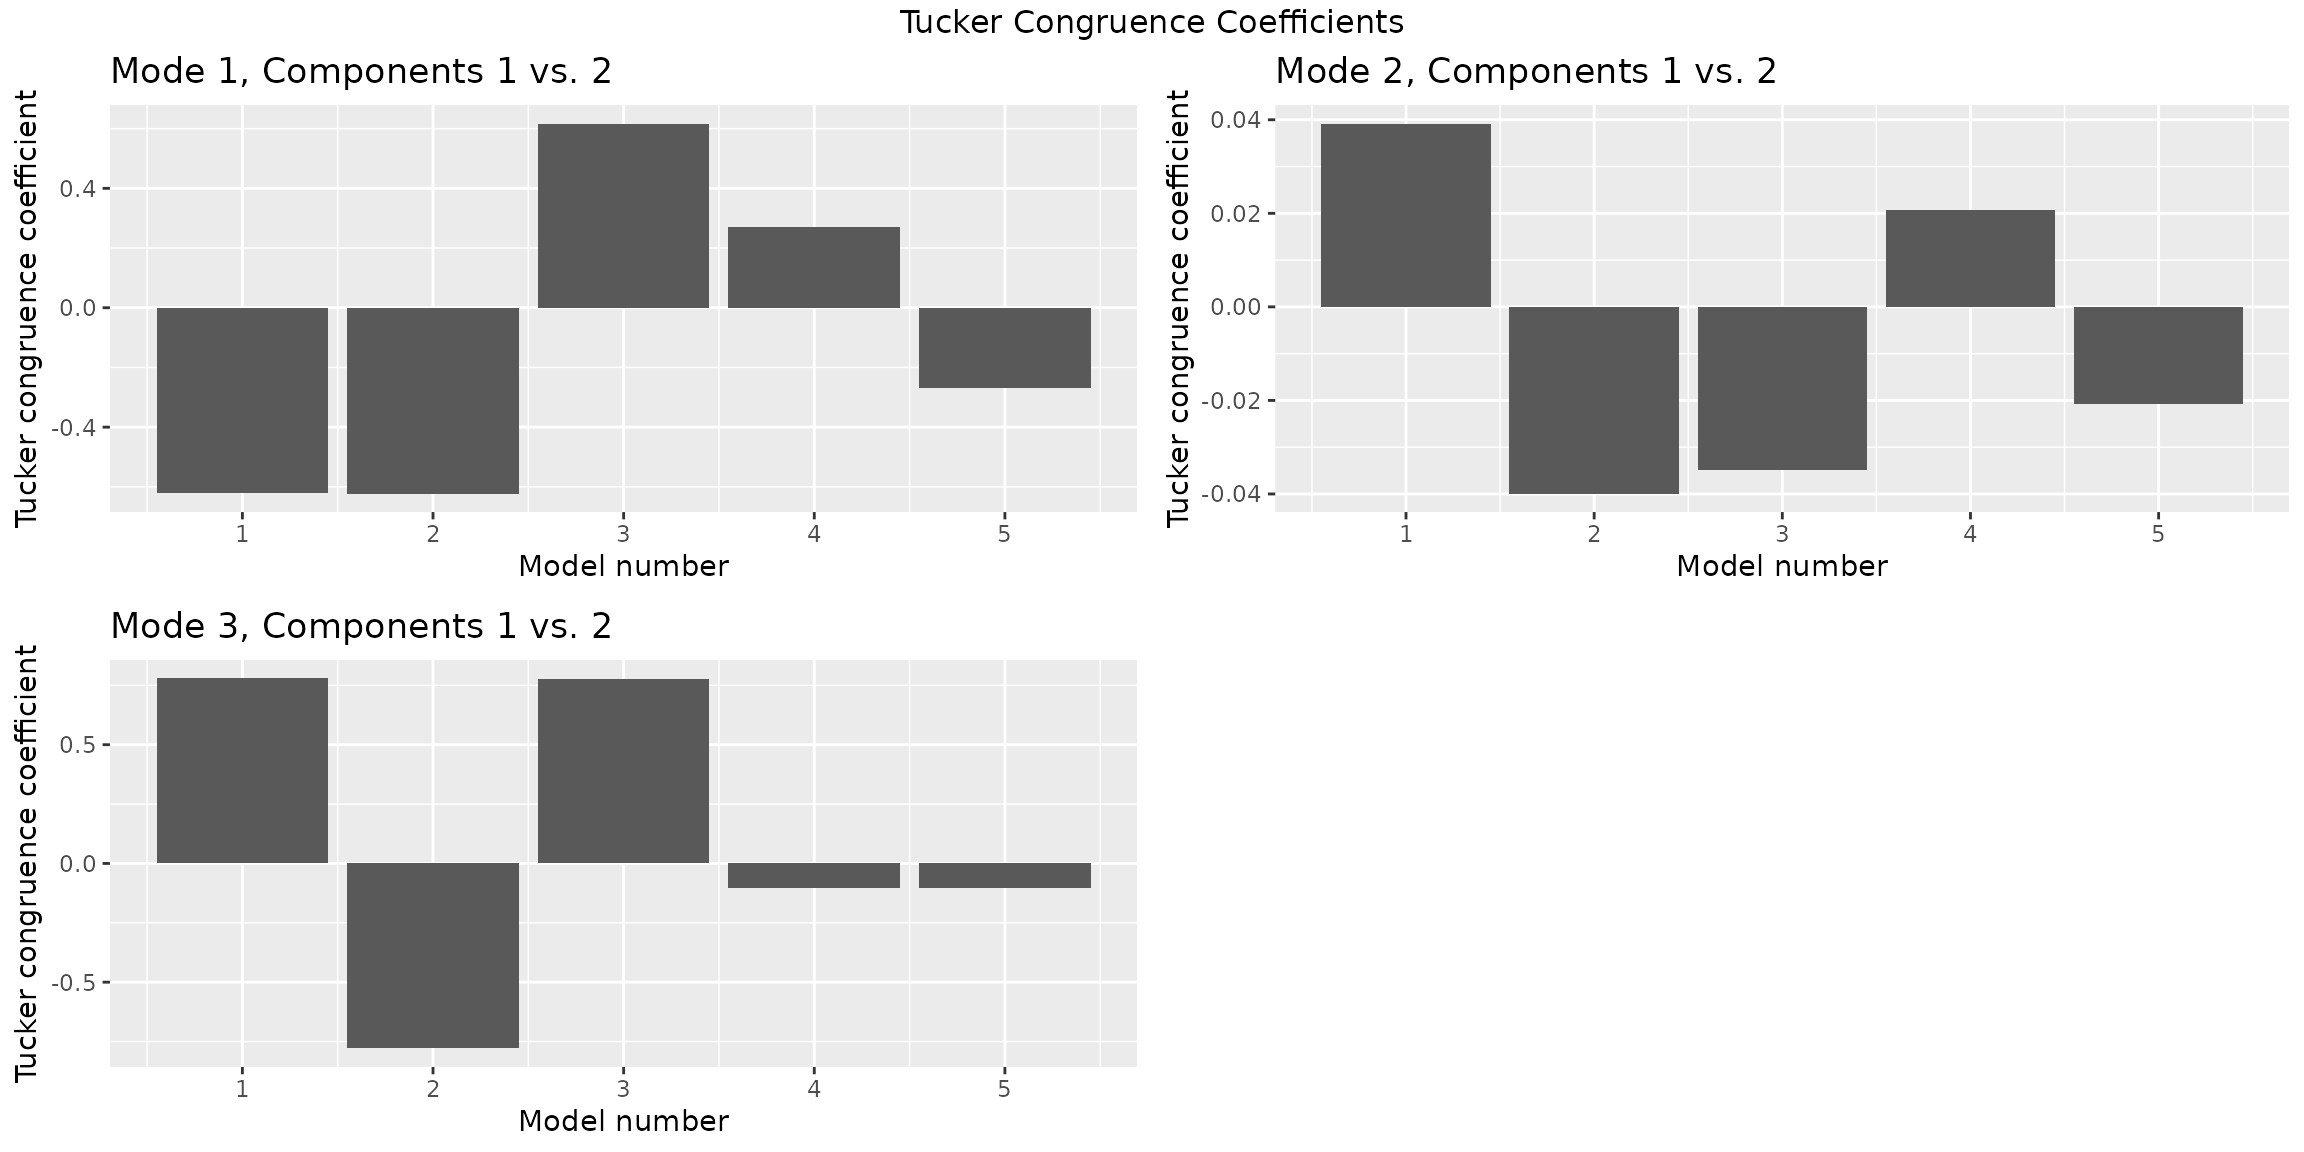 Tucker Congruence Coefficients
Mode 1, Components 1 vs. 2
Tucker congruence coefficient
0.4
0.0
-0.4
1 2 3 4 5
Model number
Mode 2, Components 1 vs. 2
Tucker congruence coefficient
0.04
0.02
0.00
-0.02
-0.04
1 2 3 4 5
Model number
Mode 3, Components 1 vs. 2
Tucker congruence coefficient
0.5
0.0
-0.5
1 2 3 4 5
Model number